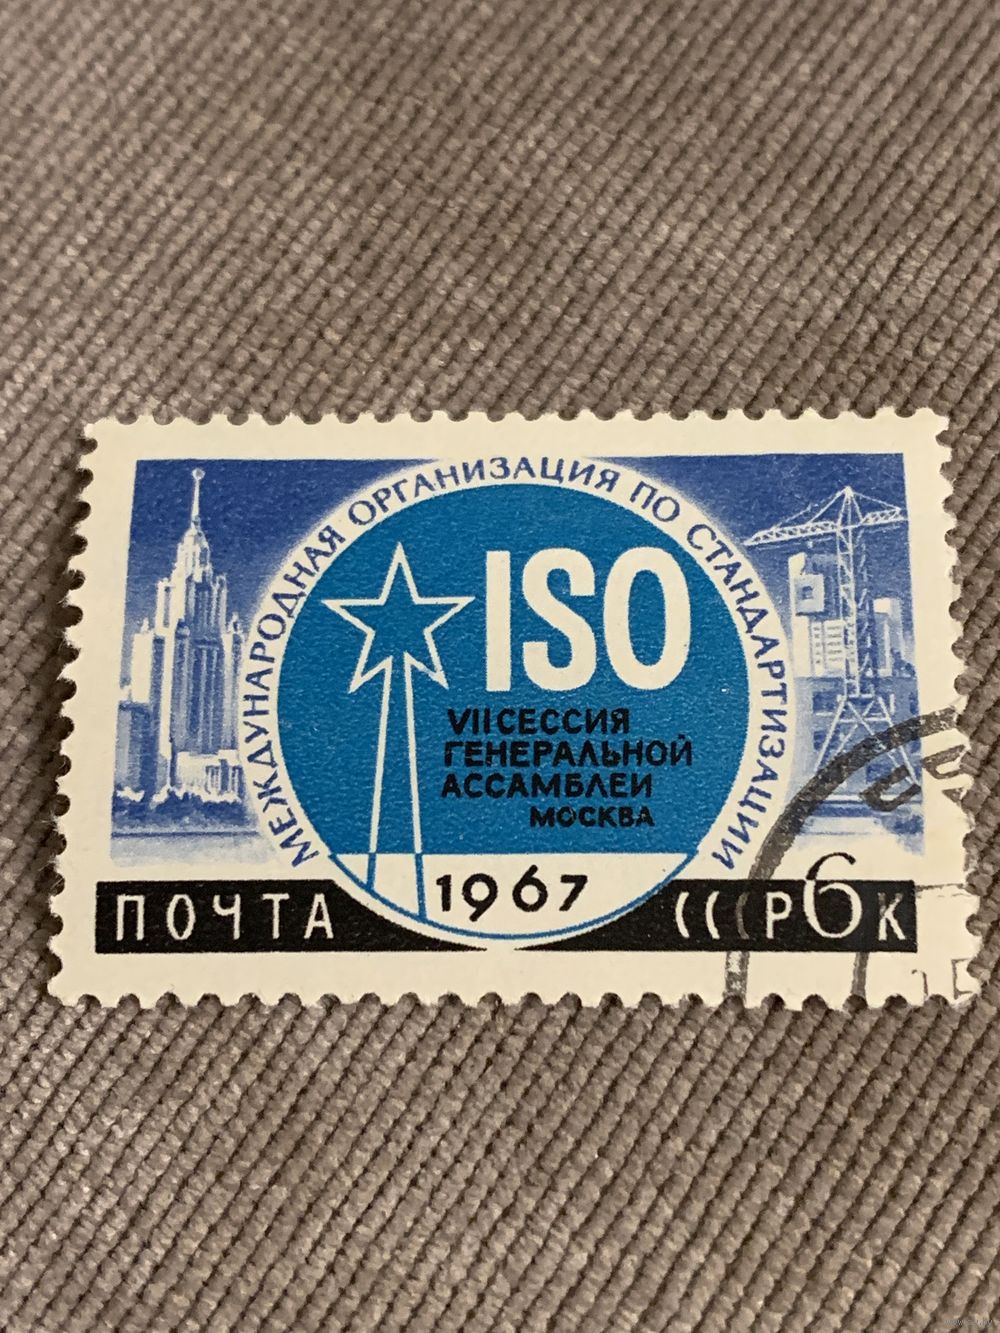 МЕЖДУНАРОДНАЯ ОРГАНИЗАЦИЯ ПО СТАНДАРТИЗАЦИИ
ISO
VII СЕССИЯ
ГЕНЕРАЛЬНОЙ
АССАМБЛЕИ
МОСКВА
1967
ПОЧТА СССР 6 К